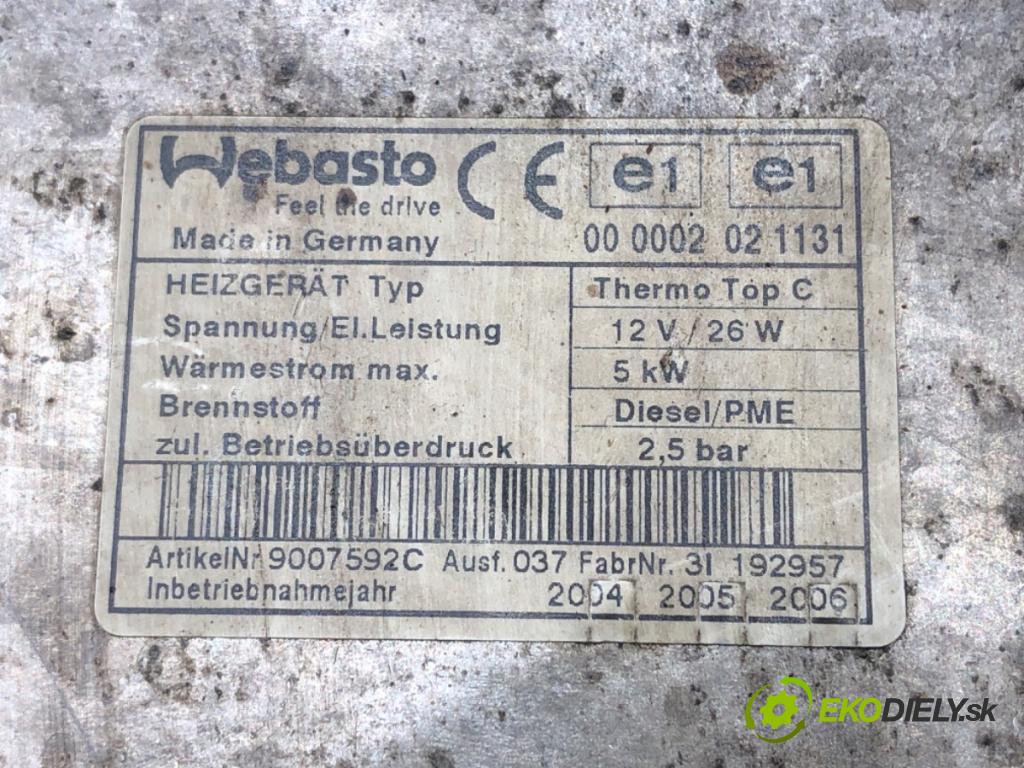 Webasto CE e1 e1
Feel the drive
Made in Germany 00 0002 02 1131
HEIZGERÄT Typ Thermo Top C
Spannung/El.Leistung 12 V / 26 W
Wärmestrom max. 5 kW
Brennstoff Diesel/PME
zul. Betriebsüberdruck 2,5 bar
ArtikelNr 9007592C Ausf. 037 FabrNr. 3I 192957
Inbetriebnahmejahr 2004 2005 2006
EKODIELY.sk